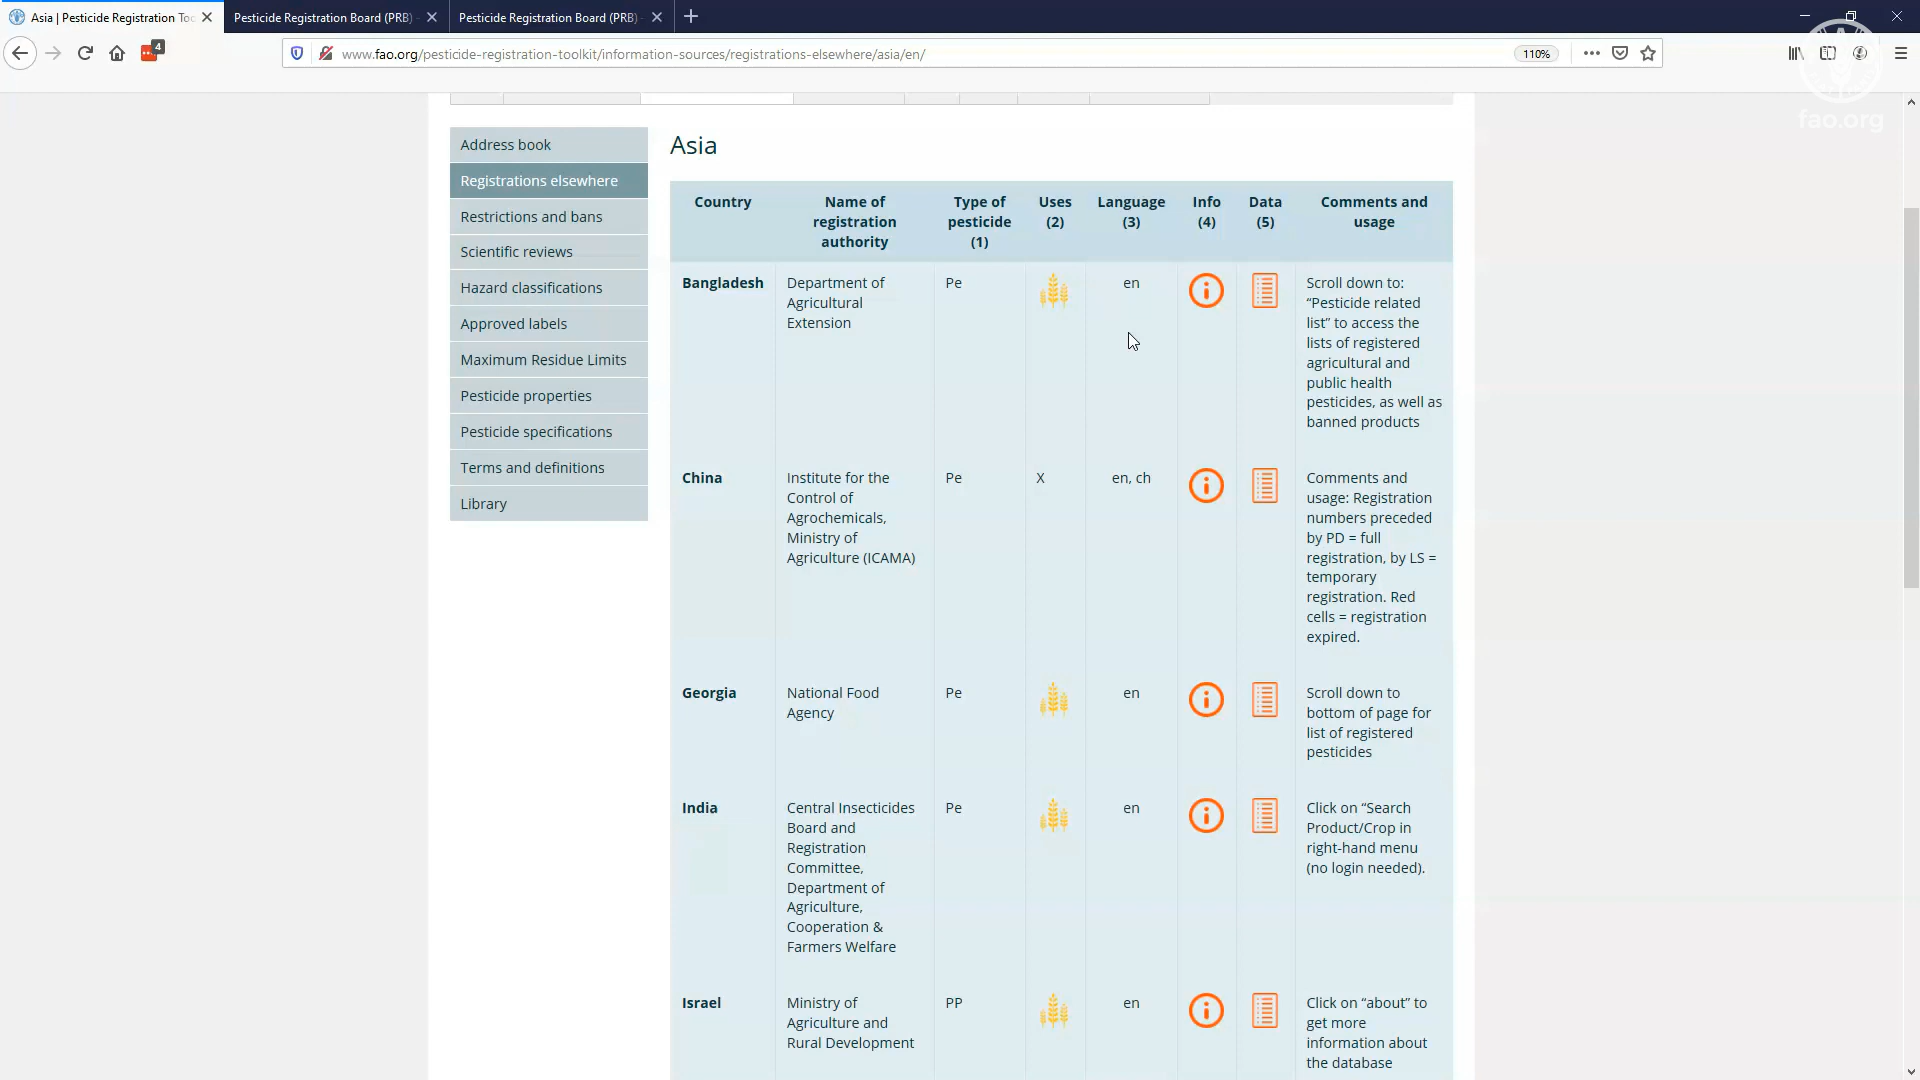 Asia | Pesticide Registration Too
Pesticide Registration Board (PRB)
Pesticide Registration Board (PRB)
4
www.fao.org/pesticide-registration-toolkit/information-sources/registrations-elsewhere/asia/en/
110%
fao.org
Address book
Registrations elsewhere
Restrictions and bans
Scientific reviews
Hazard classifications
Approved labels
Maximum Residue Limits
Pesticide properties
Pesticide specifications
Terms and definitions
Library
Asia
Country
Name of
registration
authority
Type of
pesticide
(1)
Uses
(2)
Language
(3)
Info
(4)
Data
(5)
Comments and
usage
Bangladesh
Department of
Agricultural
Extension
Pe
en
Scroll down to:
“Pesticide related
list” to access the
lists of registered
agricultural and
public health
pesticides, as well as
banned products
China
Institute for the
Control of
Agrochemicals,
Ministry of
Agriculture (ICAMA)
Pe
X
en, ch
Comments and
usage: Registration
numbers preceded
by PD = full
registration, by LS =
temporary
registration. Red
cells = registration
expired.
Georgia
National Food
Agency
Pe
en
Scroll down to
bottom of page for
list of registered
pesticides
India
Central Insecticides
Board and
Registration
Committee,
Department of
Agriculture,
Cooperation &
Farmers Welfare
Pe
en
Click on “Search
Product/Crop in
right-hand menu
(no login needed).
Israel
Ministry of
Agriculture and
Rural Development
PP
en
Click on “about” to
get more
information about
the database